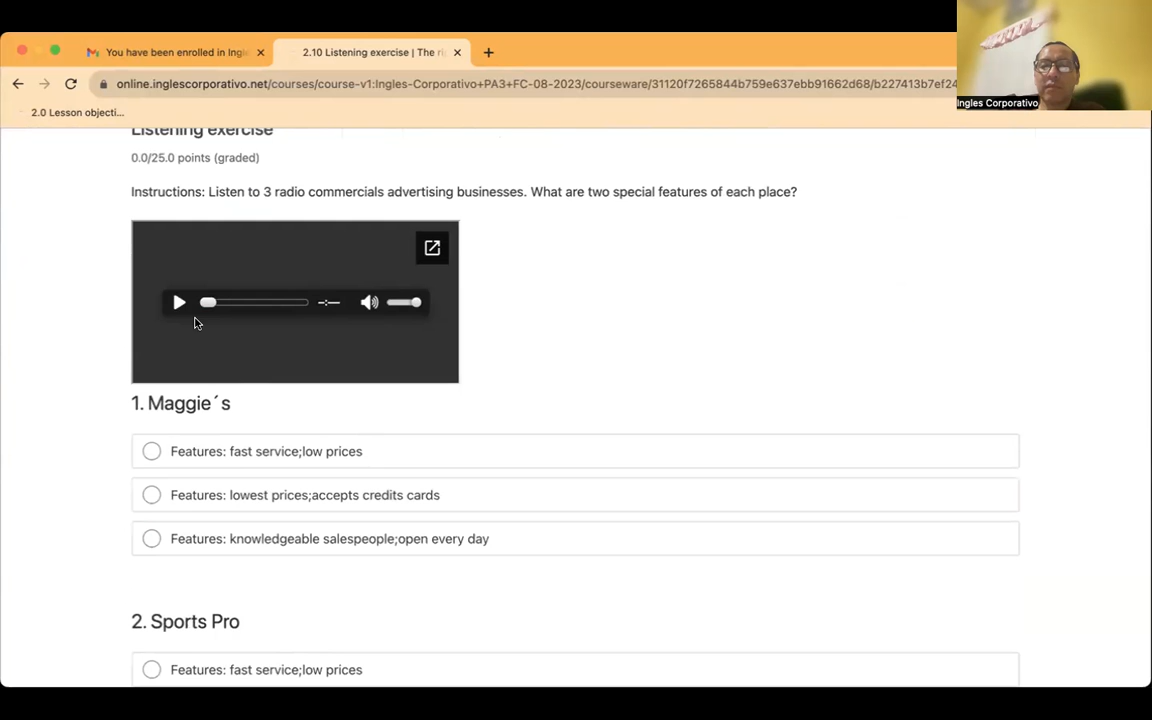 You have been enrolled in Ingle
2.10 Listening exercise | The ri
online.inglescorporativo.net/courses/course-v1:Ingles-Corporativo+PA3+FC-08-2023/courseware/31120f7265844b759e637ebb91662d68/b227413b7ef24
Ingles Corporativo
2.0 Lesson objecti...
Listening exercise
0.0/25.0 points (graded)
Instructions: Listen to 3 radio commercials advertising businesses. What are two special features of each place?
-:--
1. Maggie´s
Features: fast service;low prices
Features: lowest prices;accepts credits cards
Features: knowledgeable salespeople;open every day
2. Sports Pro
Features: fast service;low prices